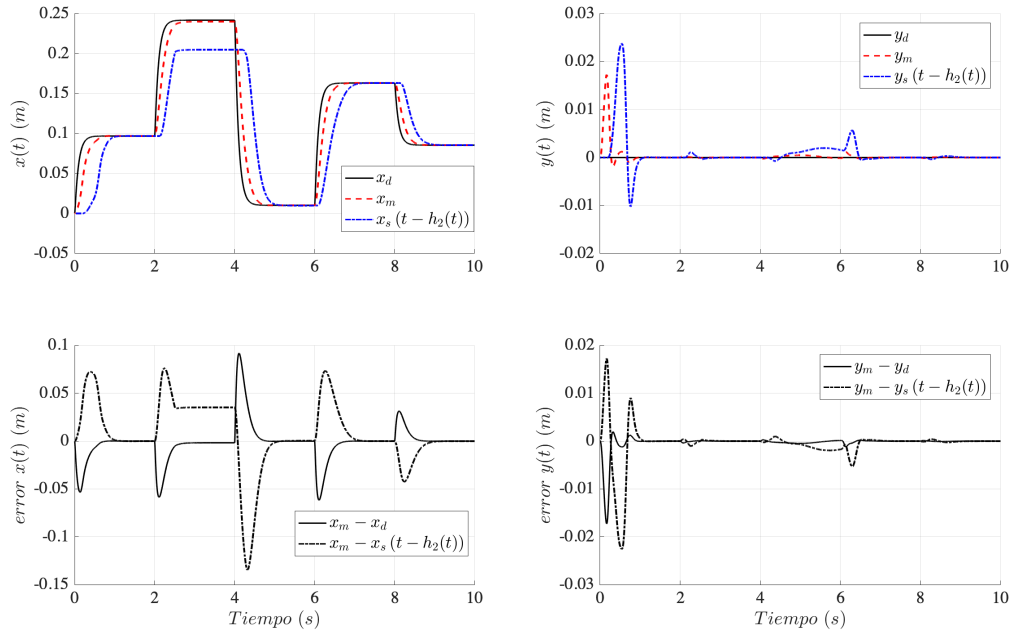 0.25
0.2
0.15
0.1
0.05
0
-0.05
0 2 4 6 8 10
x(t) (m)
x_d
x_m
x_s (t − h_2(t))
0.03
0.02
0.01
0
-0.01
-0.02
0 2 4 6 8 10
y(t) (m)
y_d
y_m
y_s (t − h_2(t))
0.1
0.05
0
-0.05
-0.1
-0.15
0 2 4 6 8 10
error x(t) (m)
Tiempo (s)
x_m − x_d
x_m − x_s (t − h_2(t))
0.02
0.01
0
-0.01
-0.02
-0.03
0 2 4 6 8 10
error y(t) (m)
Tiempo (s)
y_m − y_d
y_m − y_s (t − h_2(t))